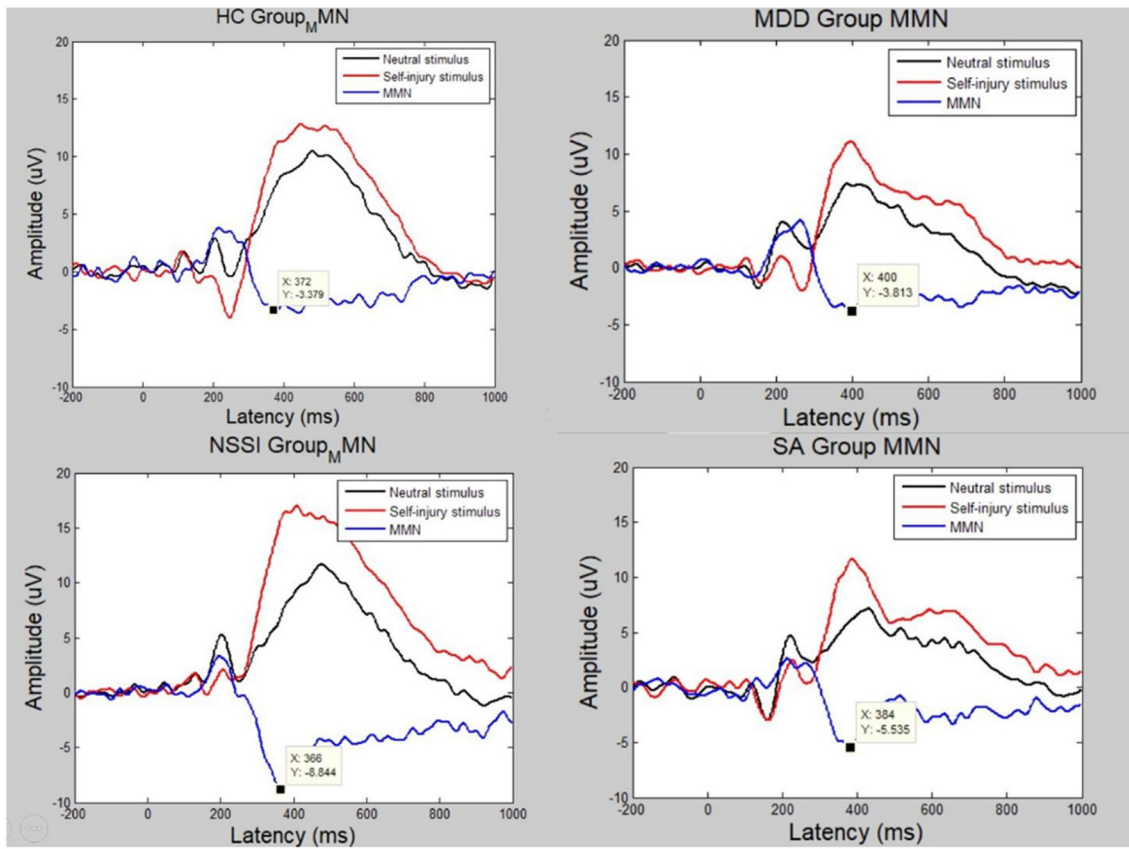 HC Group_MMN
20
15
10
5
0
-5
-10
-200 0 200 400 600 800 1000
Amplitude (uV)
Latency (ms)
Neutral stimulus
Self-injury stimulus
MMN
X: 372
Y: -3.379
MDD Group MMN
20
15
10
5
0
-5
-10
-200 0 200 400 600 800 1000
Amplitude (uV)
Latency (ms)
Neutral stimulus
Self-injury stimulus
MMN
X: 400
Y: -3.813
NSSI Group_MMN
20
15
10
5
0
-5
-10
-200 0 200 400 600 800 1000
Amplitude (uV)
Latency (ms)
Neutral stimulus
Self-injury stimulus
MMN
X: 366
Y: -8.844
SA Group MMN
20
15
10
5
0
-5
-10
-200 0 200 400 600 800 1000
Amplitude (uV)
Latency (ms)
Neutral stimulus
Self-injury stimulus
MMN
X: 384
Y: -5.535